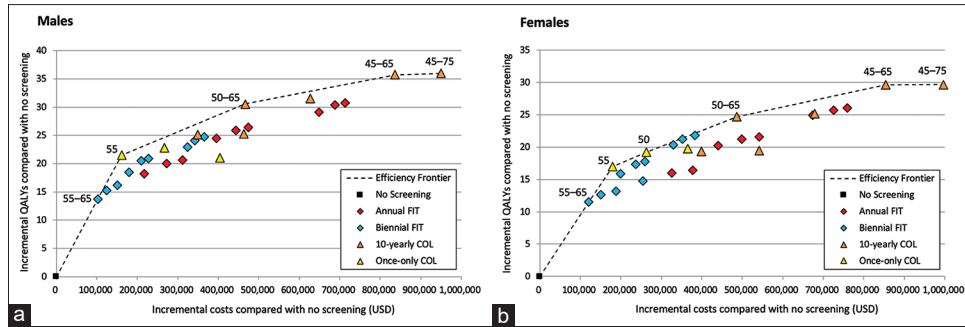 Males
Incremental QALYs compared with no screening
40
35
30
25
20
15
10
5
0
45–65
45–75
50–65
55
55–65
Efficiency Frontier
No Screening
Annual FIT
Biennial FIT
10-yearly COL
Once-only COL
0 100,000 200,000 300,000 400,000 500,000 600,000 700,000 800,000 900,000 1,000,000
Incremental costs compared with no screening (USD)
a
Females
Incremental QALYs compared with no screening
35
30
25
20
15
10
5
0
45–65
45–75
50–65
50
55
55–65
Efficiency Frontier
No Screening
Annual FIT
Biennial FIT
10-yearly COL
Once-only COL
0 100,000 200,000 300,000 400,000 500,000 600,000 700,000 800,000 900,000 1,000,000
Incremental costs compared with no screening (USD)
b